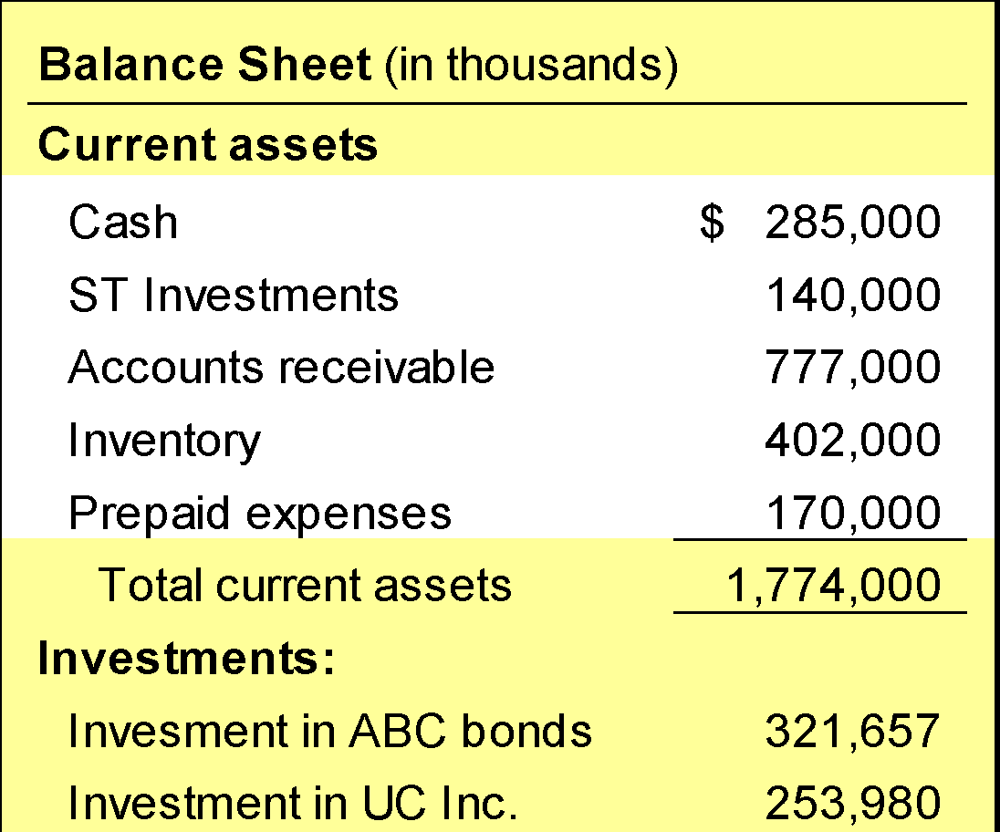 Balance Sheet (in thousands)
Current assets
Cash $ 285,000
ST Investments 140,000
Accounts receivable 777,000
Inventory 402,000
Prepaid expenses 170,000
Total current assets 1,774,000
Investments:
Invesment in ABC bonds 321,657
Investment in UC Inc. 253,980